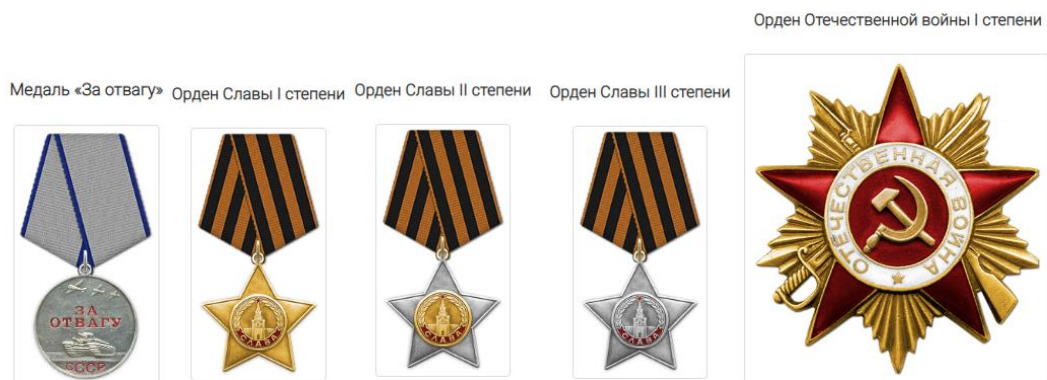 Орден Отечественной войны I степени
Медаль «За отвагу»
Орден Славы I степени
Орден Славы II степени
Орден Славы III степени
ЗА
ОТВАГУ
СССР
СЛАВА
СЛАВА
СЛАВА
ОТЕЧЕСТВЕННАЯ ВОЙНА